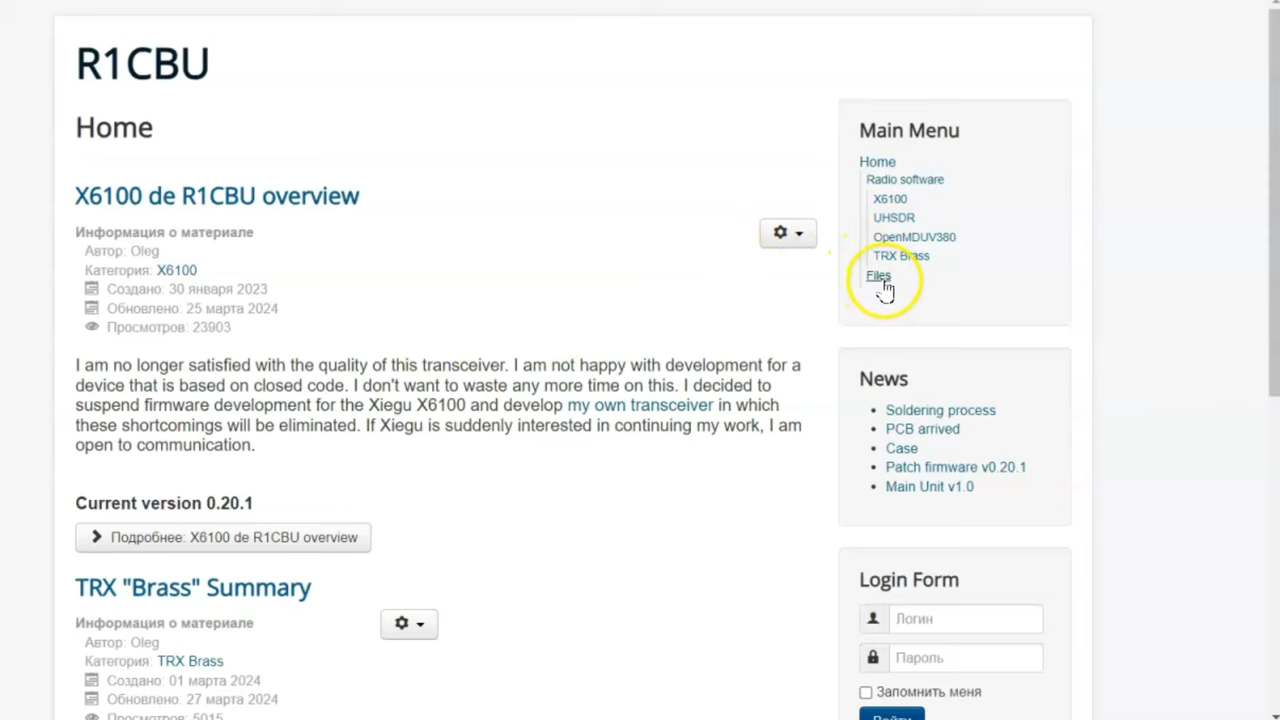 R1CBU
Home
X6100 de R1CBU overview
Информация о материале
Автор: Oleg
Категория: X6100
Создано: 30 января 2023
Обновлено: 25 марта 2024
Просмотров: 23903
I am no longer satisfied with the quality of this transceiver. I am not happy with development for a
device that is based on closed code. I don't want to waste any more time on this. I decided to
suspend firmware development for the Xiegu X6100 and develop my own transceiver in which
these shortcomings will be eliminated. If Xiegu is suddenly interested in continuing my work, I am
open to communication.
Current version 0.20.1
Подробнее: X6100 de R1CBU overview
TRX "Brass" Summary
Информация о материале
Автор: Oleg
Категория: TRX Brass
Создано: 01 марта 2024
Обновлено: 27 марта 2024
Просмотров: 5015
Main Menu
Home
Radio software
X6100
UHSDR
OpenMDUV380
TRX Brass
Files
News
Soldering process
PCB arrived
Case
Patch firmware v0.20.1
Main Unit v1.0
Login Form
Логин
Пароль
Запомнить меня
Войти